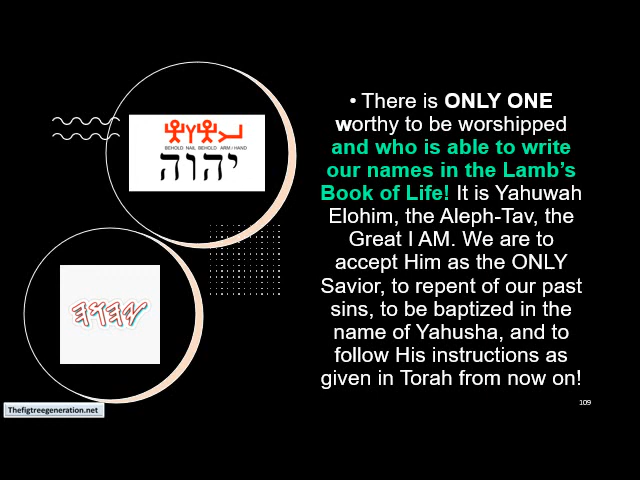 BEHOLD NAIL BEHOLD ARM / HAND
יהוה
𐤉𐤄𐤅𐤄
• There is ONLY ONE
worthy to be worshipped
and who is able to write
our names in the Lamb’s
Book of Life! It is Yahuwah
Elohim, the Aleph-Tav, the
Great I AM. We are to
accept Him as the ONLY
Savior, to repent of our past
sins, to be baptized in the
name of Yahusha, and to
follow His instructions as
given in Torah from now on!
Thefigtreegeneration.net
109